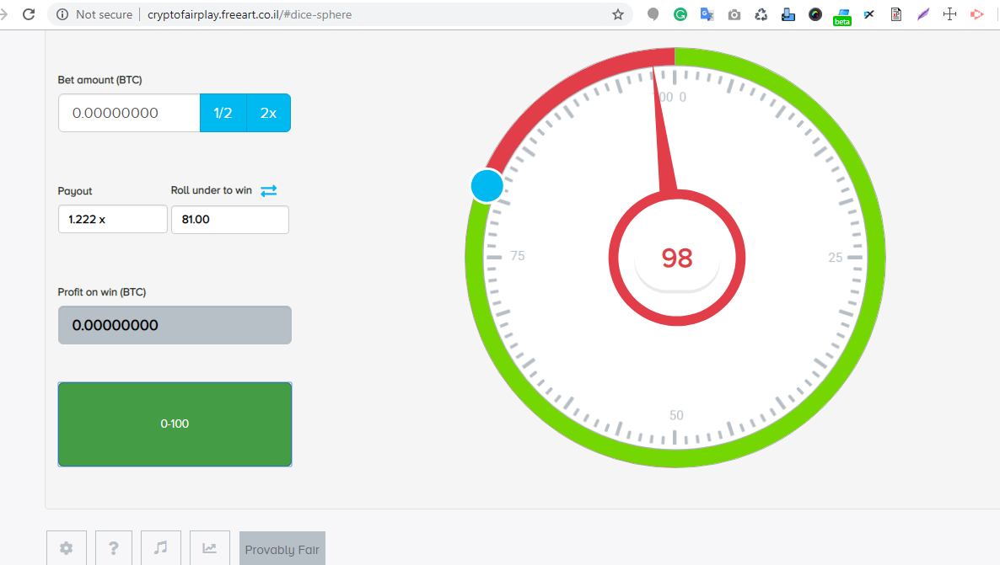 Not secure | cryptofairplay.freeart.co.il/#dice-sphere
beta
Bet amount (BTC)
0.00000000 1/2 2x
Payout Roll under to win
1.222 x 81.00
Profit on win (BTC)
0.00000000
0-100
00 0
25
50
75
98
? Provably Fair